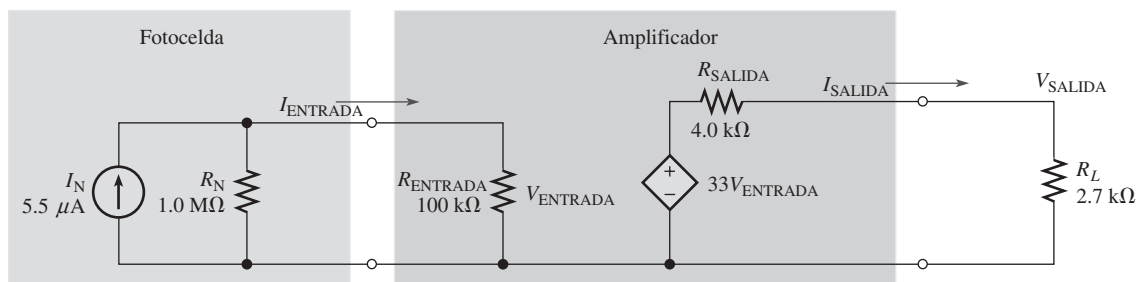 Fotocelda
Amplificador
R_SALIDA
4.0 kΩ
I_ENTRADA
I_SALIDA
V_SALIDA
I_N
5.5 μA
R_N
1.0 MΩ
R_ENTRADA
100 kΩ
V_ENTRADA
+
−
33V_ENTRADA
R_L
2.7 kΩ